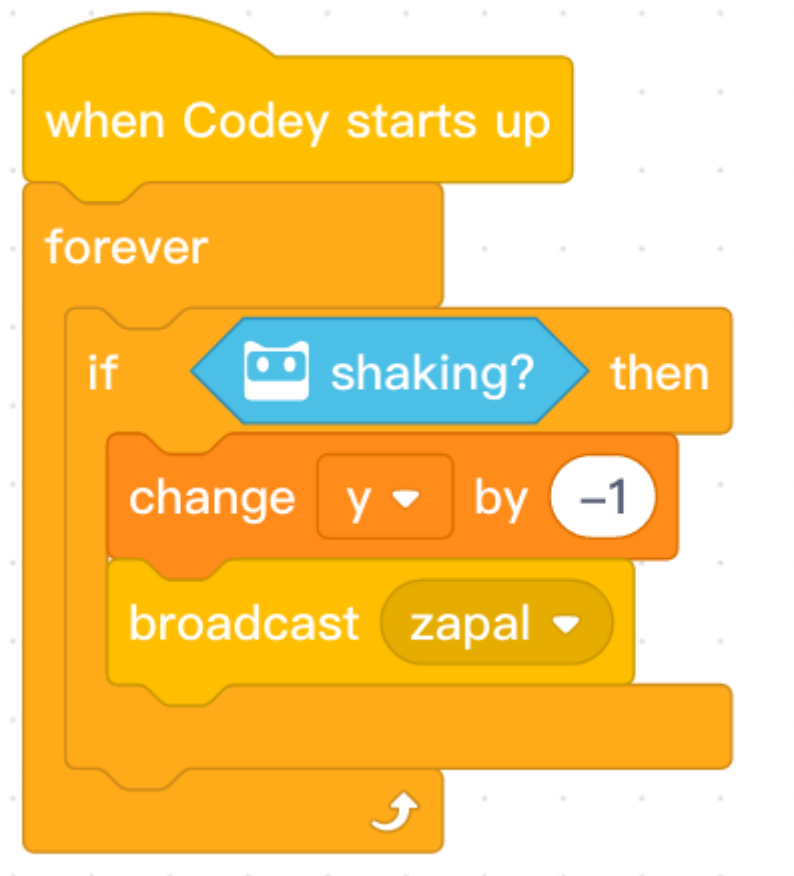 when Codey starts up
forever
if shaking? then
change y by –1
broadcast zapal